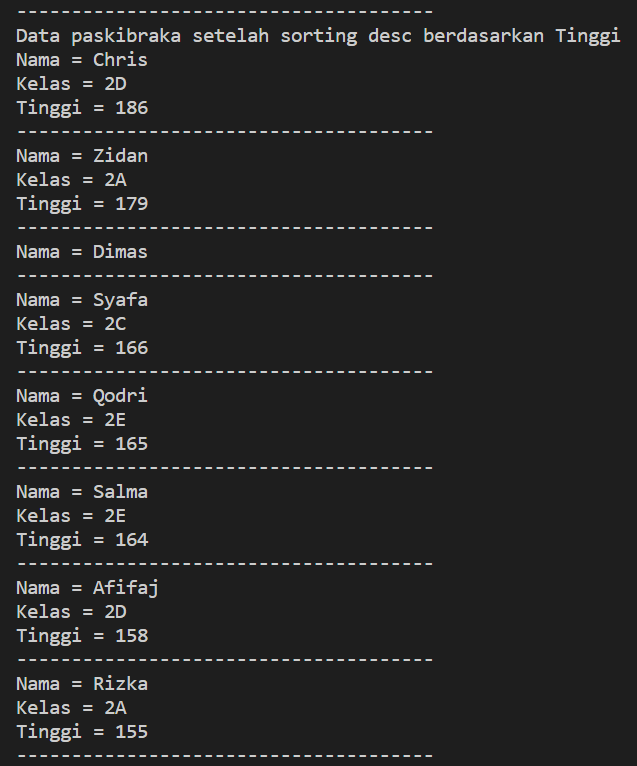 --------------------------------------
Data paskibraka setelah sorting desc berdasarkan Tinggi
Nama = Chris
Kelas = 2D
Tinggi = 186
--------------------------------------
Nama = Zidan
Kelas = 2A
Tinggi = 179
--------------------------------------
Nama = Dimas
--------------------------------------
Nama = Syafa
Kelas = 2C
Tinggi = 166
--------------------------------------
Nama = Qodri
Kelas = 2E
Tinggi = 165
--------------------------------------
Nama = Salma
Kelas = 2E
Tinggi = 164
--------------------------------------
Nama = Afifaj
Kelas = 2D
Tinggi = 158
--------------------------------------
Nama = Rizka
Kelas = 2A
Tinggi = 155
--------------------------------------